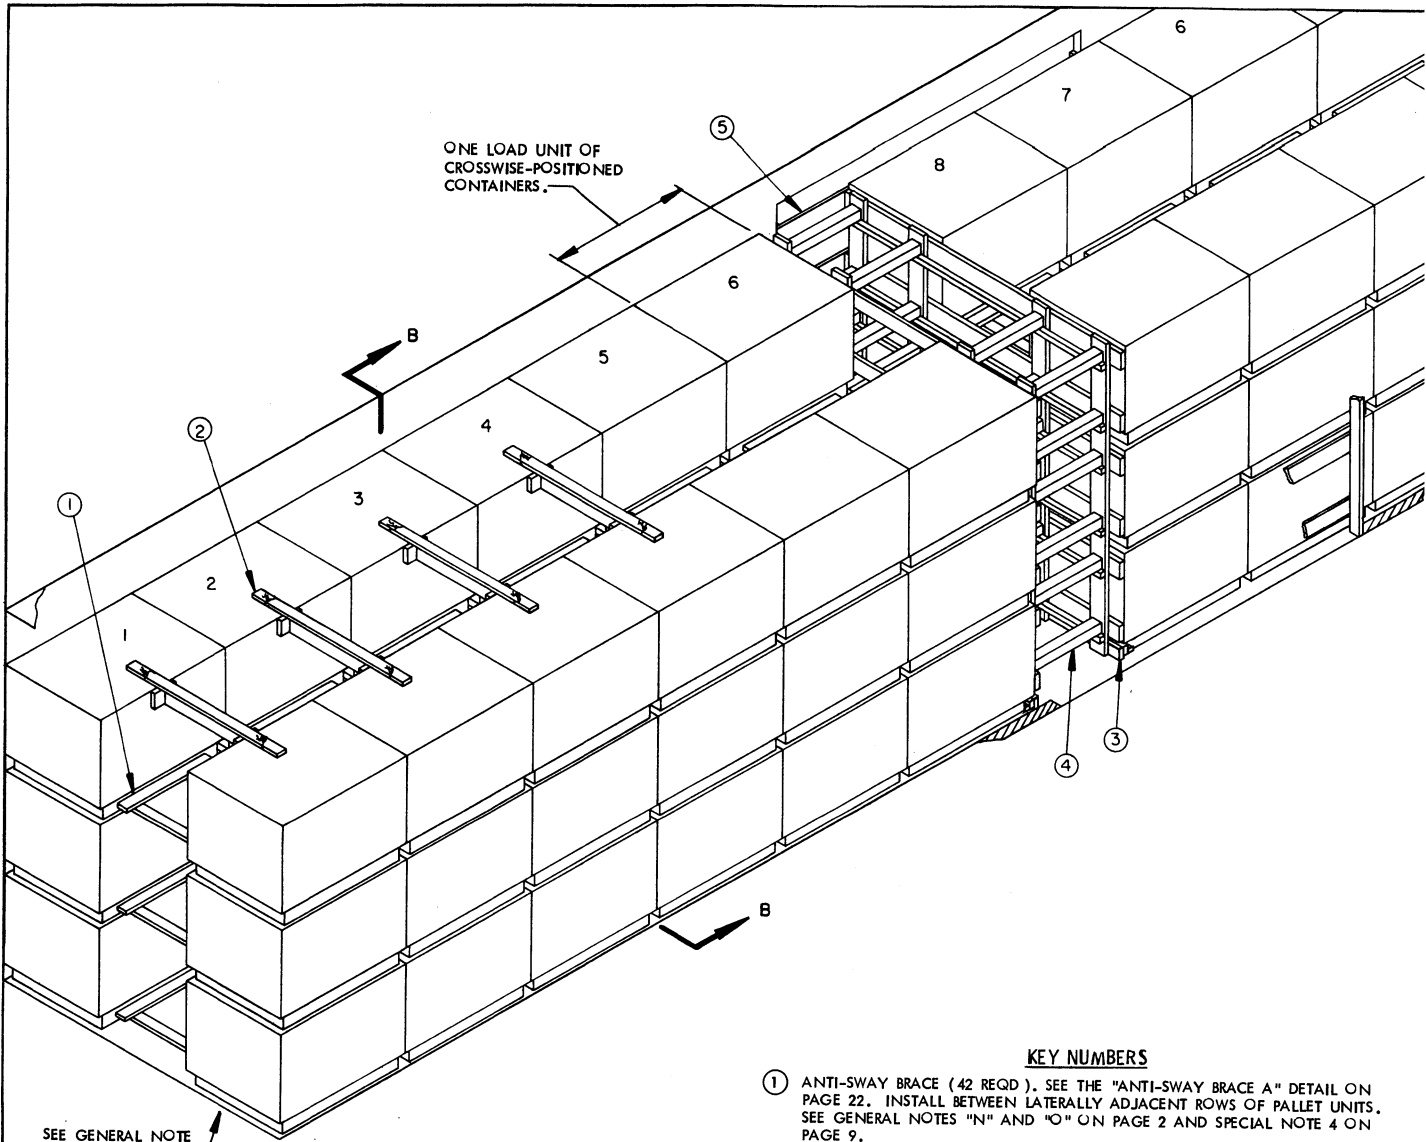 ONE LOAD UNIT OF
CROSSWISE-POSITIONED
CONTAINERS.
5
6
7
8
6
5
4
3
2
1
B
2
1
B
3
4
SEE GENERAL NOTE
KEY NUMBERS
1 ANTI-SWAY BRACE (42 REQD). SEE THE "ANTI-SWAY BRACE A" DETAIL ON
PAGE 22. INSTALL BETWEEN LATERALLY ADJACENT ROWS OF PALLET UNITS.
SEE GENERAL NOTES "N" AND "O" ON PAGE 2 AND SPECIAL NOTE 4 ON
PAGE 9.